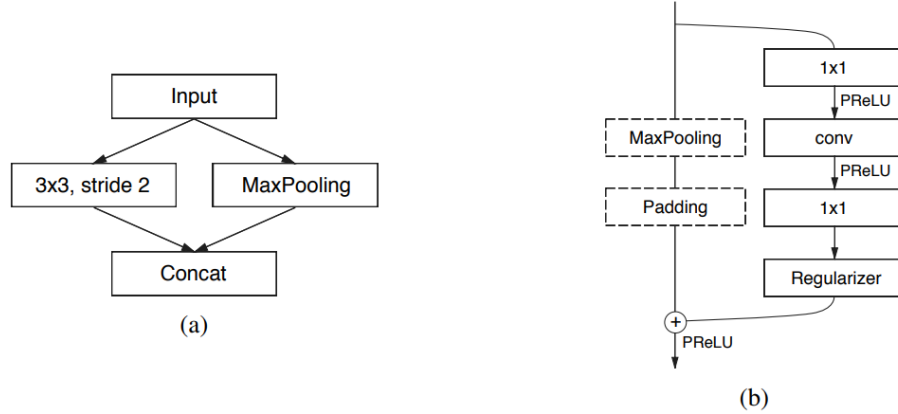 Input
3x3, stride 2
MaxPooling
Concat
(a)
1x1
PReLU
MaxPooling
conv
PReLU
Padding
1x1
Regularizer
+
PReLU
(b)